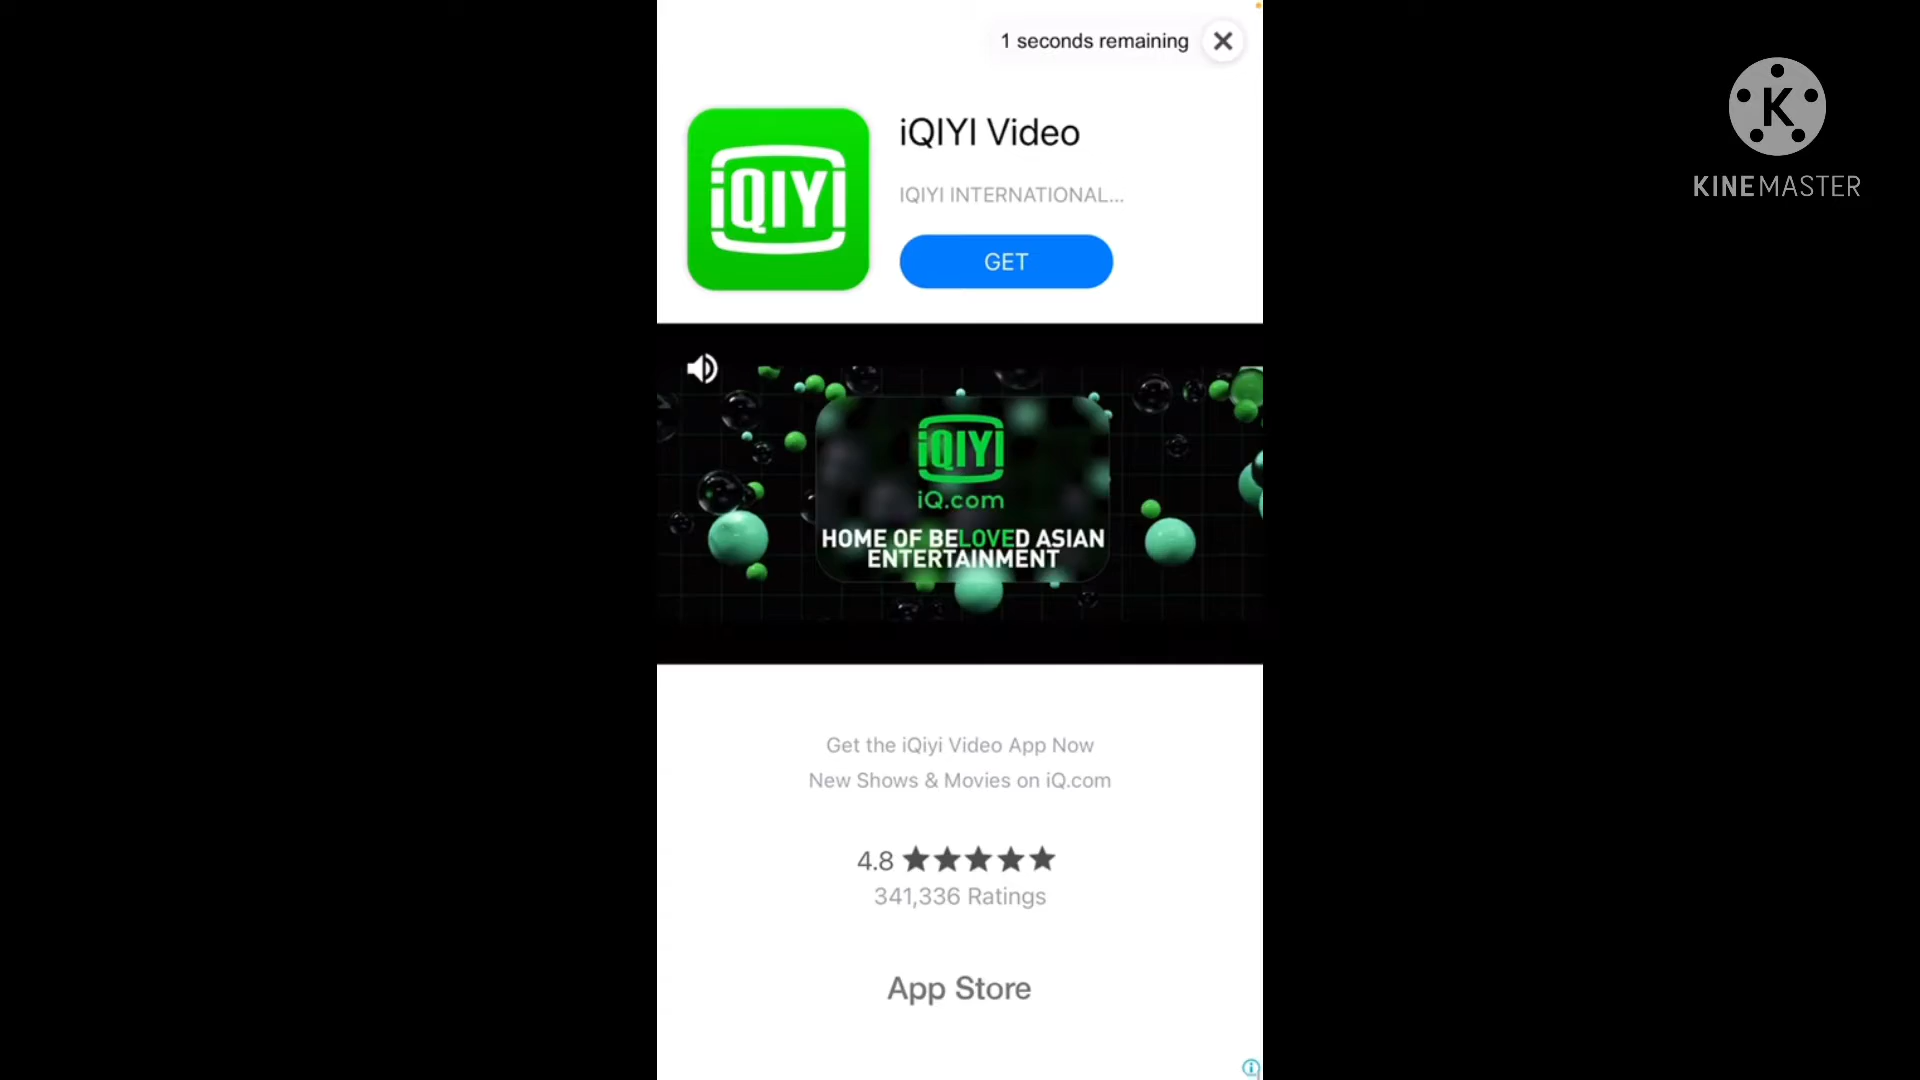 1 seconds remaining
K
KINEMASTER
iQIYI
iQIYI Video
IQIYI INTERNATIONAL...
GET
iQIYI
iQ.com
HOME OF BELOVED ASIAN
ENTERTAINMENT
Get the iQiyi Video App Now
New Shows & Movies on iQ.com
4.8
341,336 Ratings
App Store